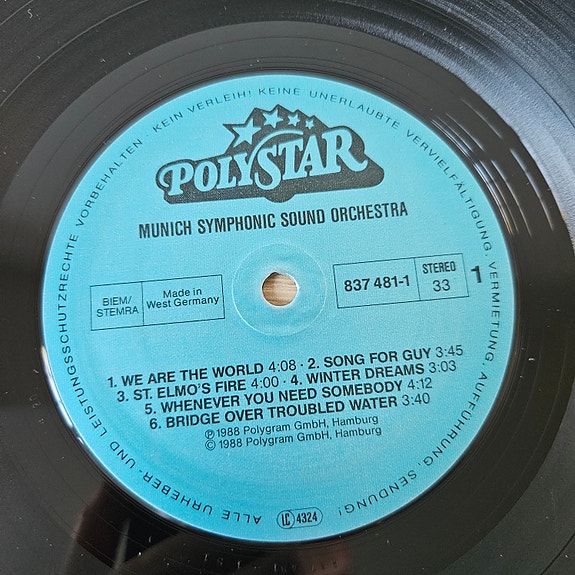 ALLE URHEBER- UND LEISTUNGSSCHUTZRECHTE VORBEHALTEN · KEIN VERLEIH! KEINE UNERLAUBTE VERVIELFÄLTIGUNG, VERMIETUNG, AUFFÜHRUNG, SENDUNG!
POLYSTAR
MUNICH SYMPHONIC SOUND ORCHESTRA
BIEM/
STEMRA
Made in
West Germany
837 481-1
STEREO
33
1
1. WE ARE THE WORLD 4:08 · 2. SONG FOR GUY 3:45
3. ST. ELMO'S FIRE 4:00 · 4. WINTER DREAMS 3:03
5. WHENEVER YOU NEED SOMEBODY 4:12
6. BRIDGE OVER TROUBLED WATER 3:40
℗ 1988 Polygram GmbH, Hamburg
© 1988 Polygram GmbH, Hamburg
LC 4324